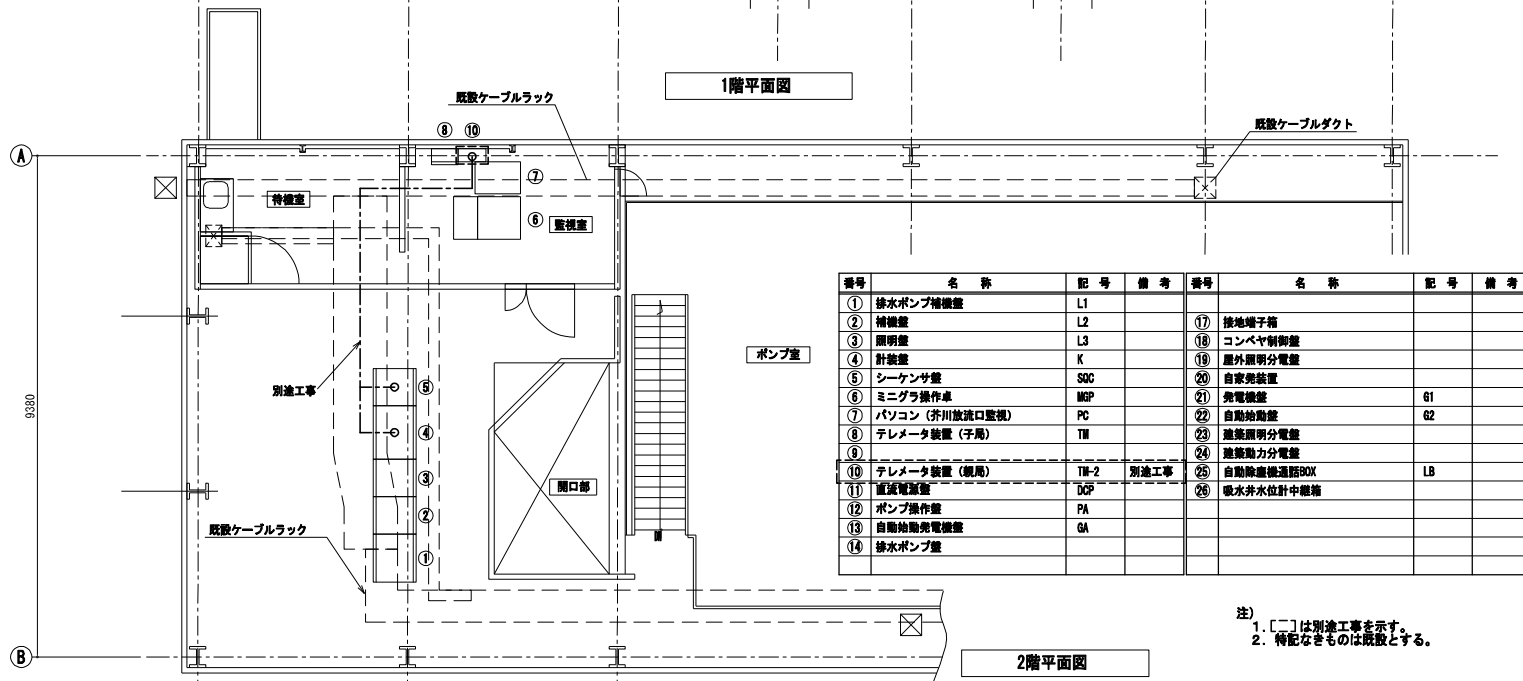 1階平面図
既設ケーブルラック
既設ケーブルダクト
⑧ ⑩
A
⑦
待機室
⑥ 監視室
ポンプ室
別途工事
⑤
④
③
②
①
9380
開口部
既設ケーブルラック
DN
B
2階平面図
番号 名 称 記 号 備 考 番号 名 称 記 号 備 考
① 排水ポンプ補機盤 L1
② 補機盤 L2 ⑰ 接地端子箱
③ 照明盤 L3 ⑱ コンベヤ制御盤
④ 計装盤 K ⑲ 屋外照明分電盤
⑤ シーケンサ盤 SQC ⑳ 自家発装置
⑥ ミニグラ操作卓 MGP ㉑ 発電機盤 G1
⑦ パソコン（芥川放流口監視） PC ㉒ 自動始動盤 G2
⑧ テレメータ装置（子局） TM ㉓ 建築照明分電盤
⑨ ㉔ 建築動力分電盤
⑩ テレメータ装置（親局） TM-2 別途工事 ㉕ 自動除塵機通話BOX LB
⑪ 直流電源盤 DCP ㉖ 吸水井水位計中継箱
⑫ ポンプ操作盤 PA
⑬ 自動始動発電機盤 GA
⑭ 排水ポンプ盤
注）
1. は別途工事を示す。
2. 特記なきものは既設とする。